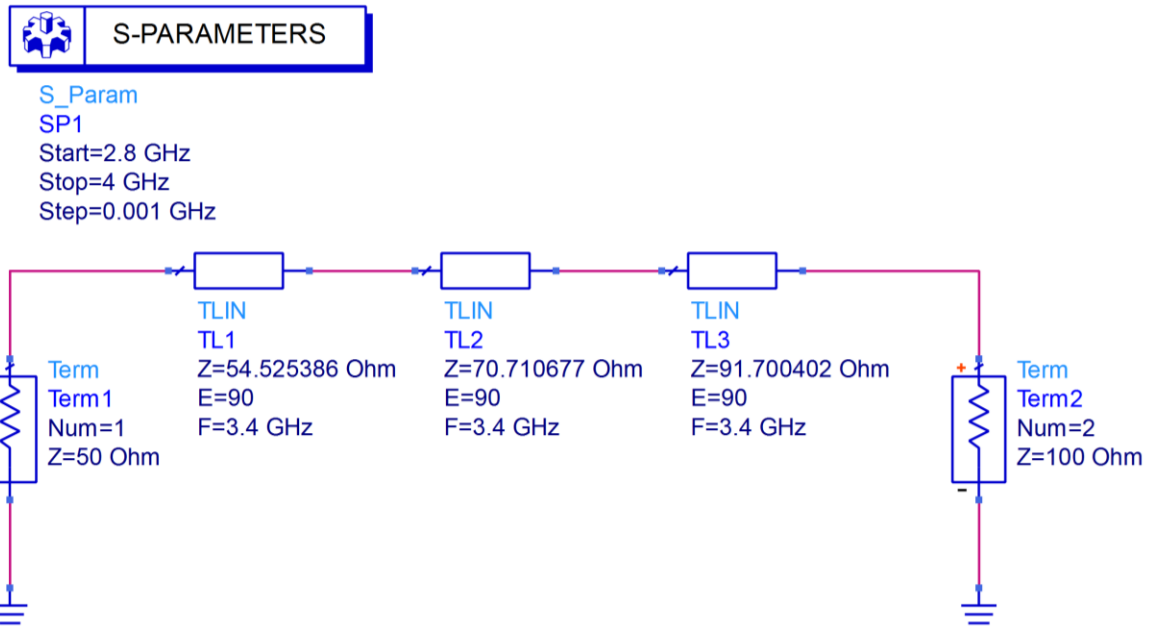 S-PARAMETERS
S_Param
SP1
Start=2.8 GHz
Stop=4 GHz
Step=0.001 GHz
TLIN
TL1
Z=54.525386 Ohm
E=90
F=3.4 GHz
TLIN
TL2
Z=70.710677 Ohm
E=90
F=3.4 GHz
TLIN
TL3
Z=91.700402 Ohm
E=90
F=3.4 GHz
Term
Term1
Num=1
Z=50 Ohm
+
-
Term
Term2
Num=2
Z=100 Ohm